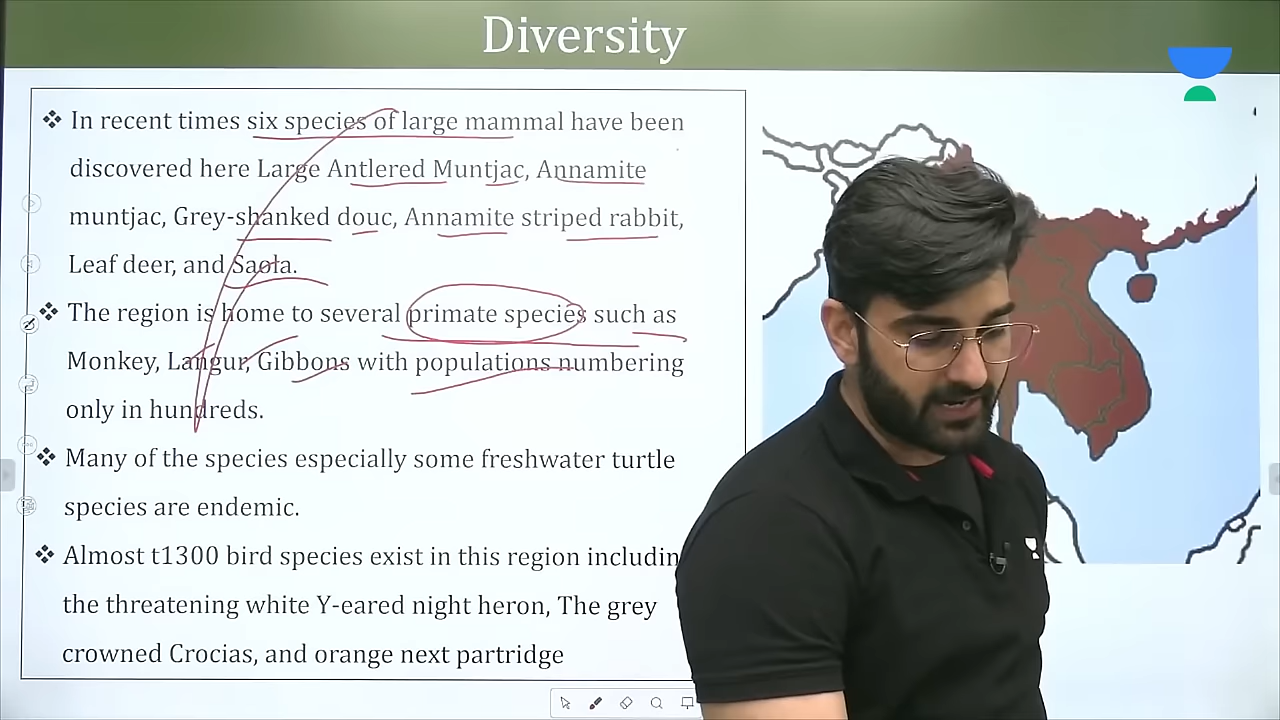 Diversity
❖ In recent times six species of large mammal have been
discovered here Large Antlered Muntjac, Annamite
muntjac, Grey-shanked douc, Annamite striped rabbit,
Leaf deer, and Saola.
❖ The region is home to several primate species such as
Monkey, Langur, Gibbons with populations numbering
only in hundreds.
❖ Many of the species especially some freshwater turtle
species are endemic.
❖ Almost t1300 bird species exist in this region includin
the threatening white Y-eared night heron, The grey
crowned Crocias, and orange next partridge